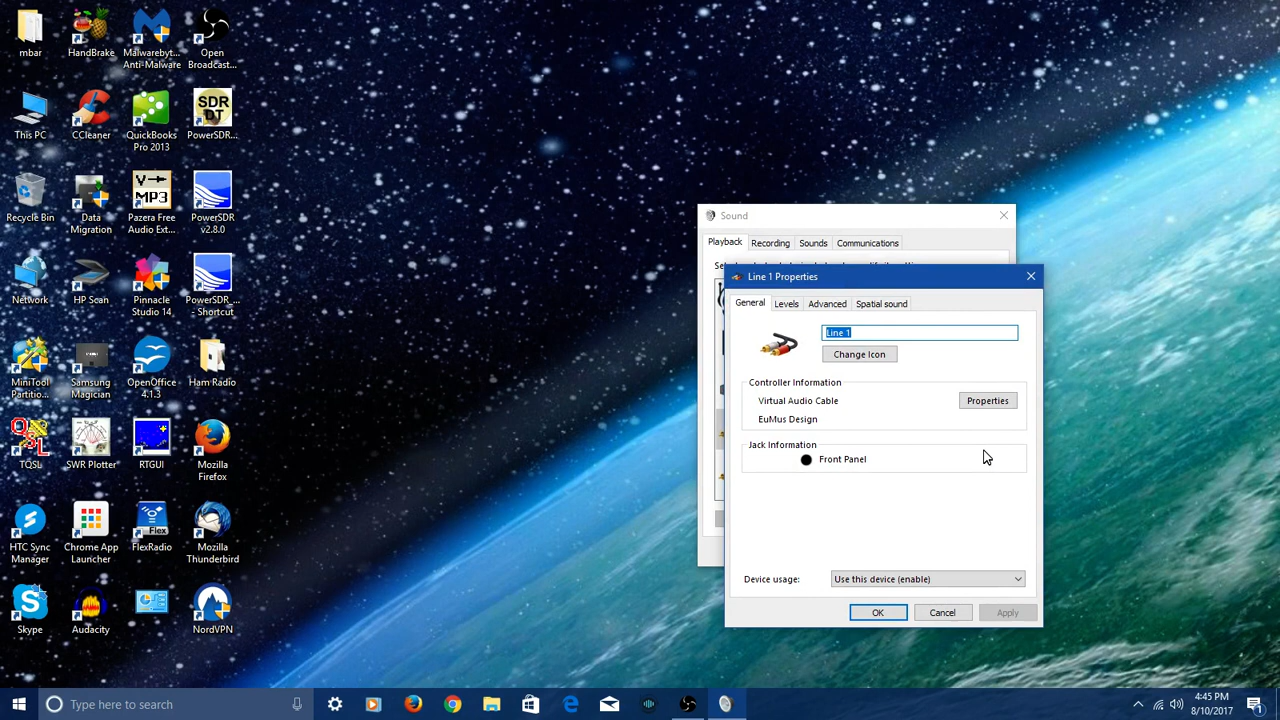 mbar
HandBrake
Malwarebyt...
Anti-Malware
Open
Broadcast...
This PC
CCleaner
QuickBooks
Pro 2013
SDR
DT
PowerSDR...
Recycle Bin
Data
Migration
V
MP3
Pazera Free
Audio Ext...
PowerSDR
v2.8.0
Network
HP Scan
Pinnacle
Studio 14
PowerSDR_...
- Shortcut
MiniTool
Partitio...
Samsung
Magician
OpenOffice
4.1.3
Ham Radio
TQSL
SWR Plotter
RTGUI
Mozilla
Firefox
HTC Sync
Manager
Chrome App
Launcher
Flex
FlexRadio
Mozilla
Thunderbird
Skype
Audacity
NordVPN
Sound
Playback
Recording
Sounds
Communications
Line 1 Properties
General
Levels
Advanced
Spatial sound
Line 1
Change Icon
Controller Information
Virtual Audio Cable
Properties
EuMus Design
Jack Information
Front Panel
Device usage:
Use this device (enable)
OK
Cancel
Apply
Type here to search
4:45 PM
8/10/2017